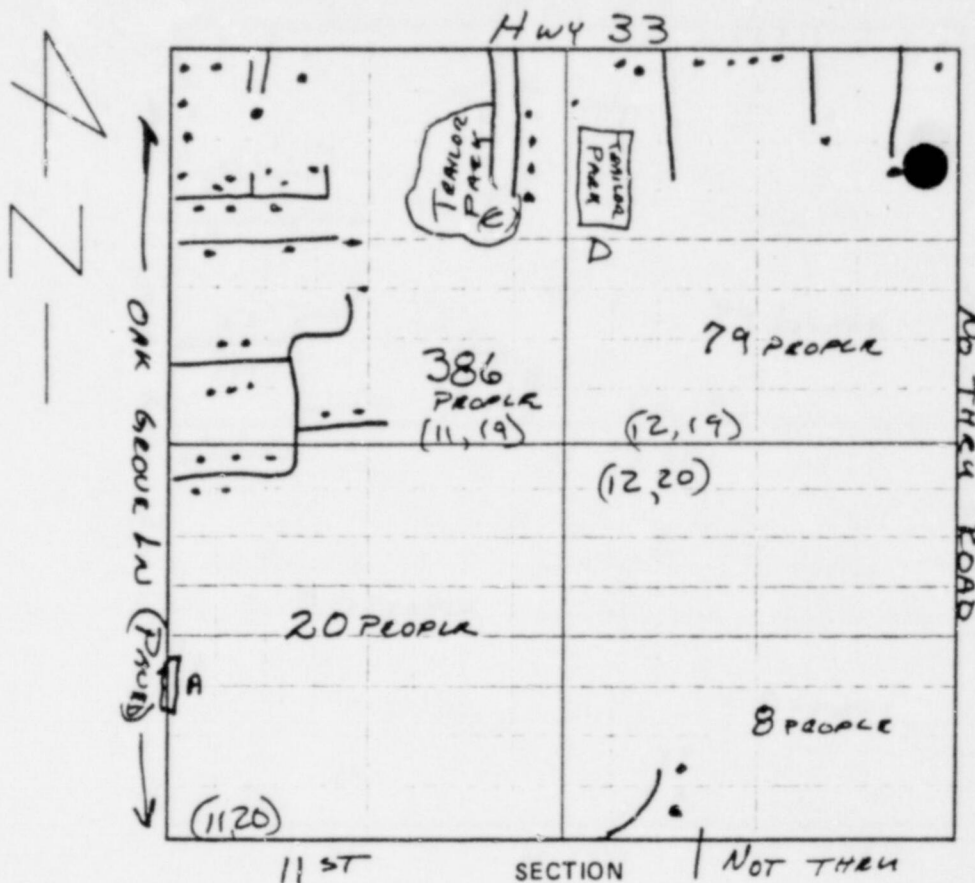 Hwy 33
N
TRAILOR
PARK
C
TRAILOR
PARK
D
OAK GROVE LN (PAVED)
386
PEOPLE
(11,19)
79 PEOPLE
(12,19)
(12,20)
NO THRU ROAD
20 PEOPLE
A
8 PEOPLE
(11,20)
11 ST
SECTION
NOT THRU